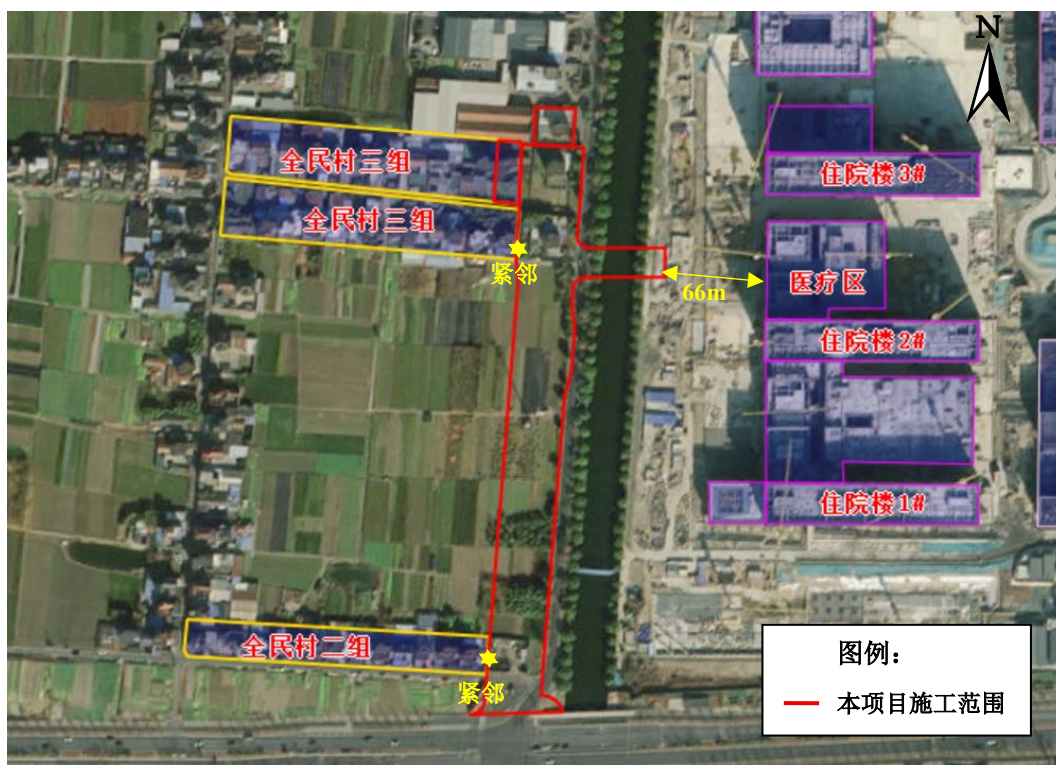 N
全民村三组
住院楼3#
全民村三组
紧邻
医疗区
66m
住院楼2#
住院楼1#
全民村二组
紧邻
图例：
本项目施工范围